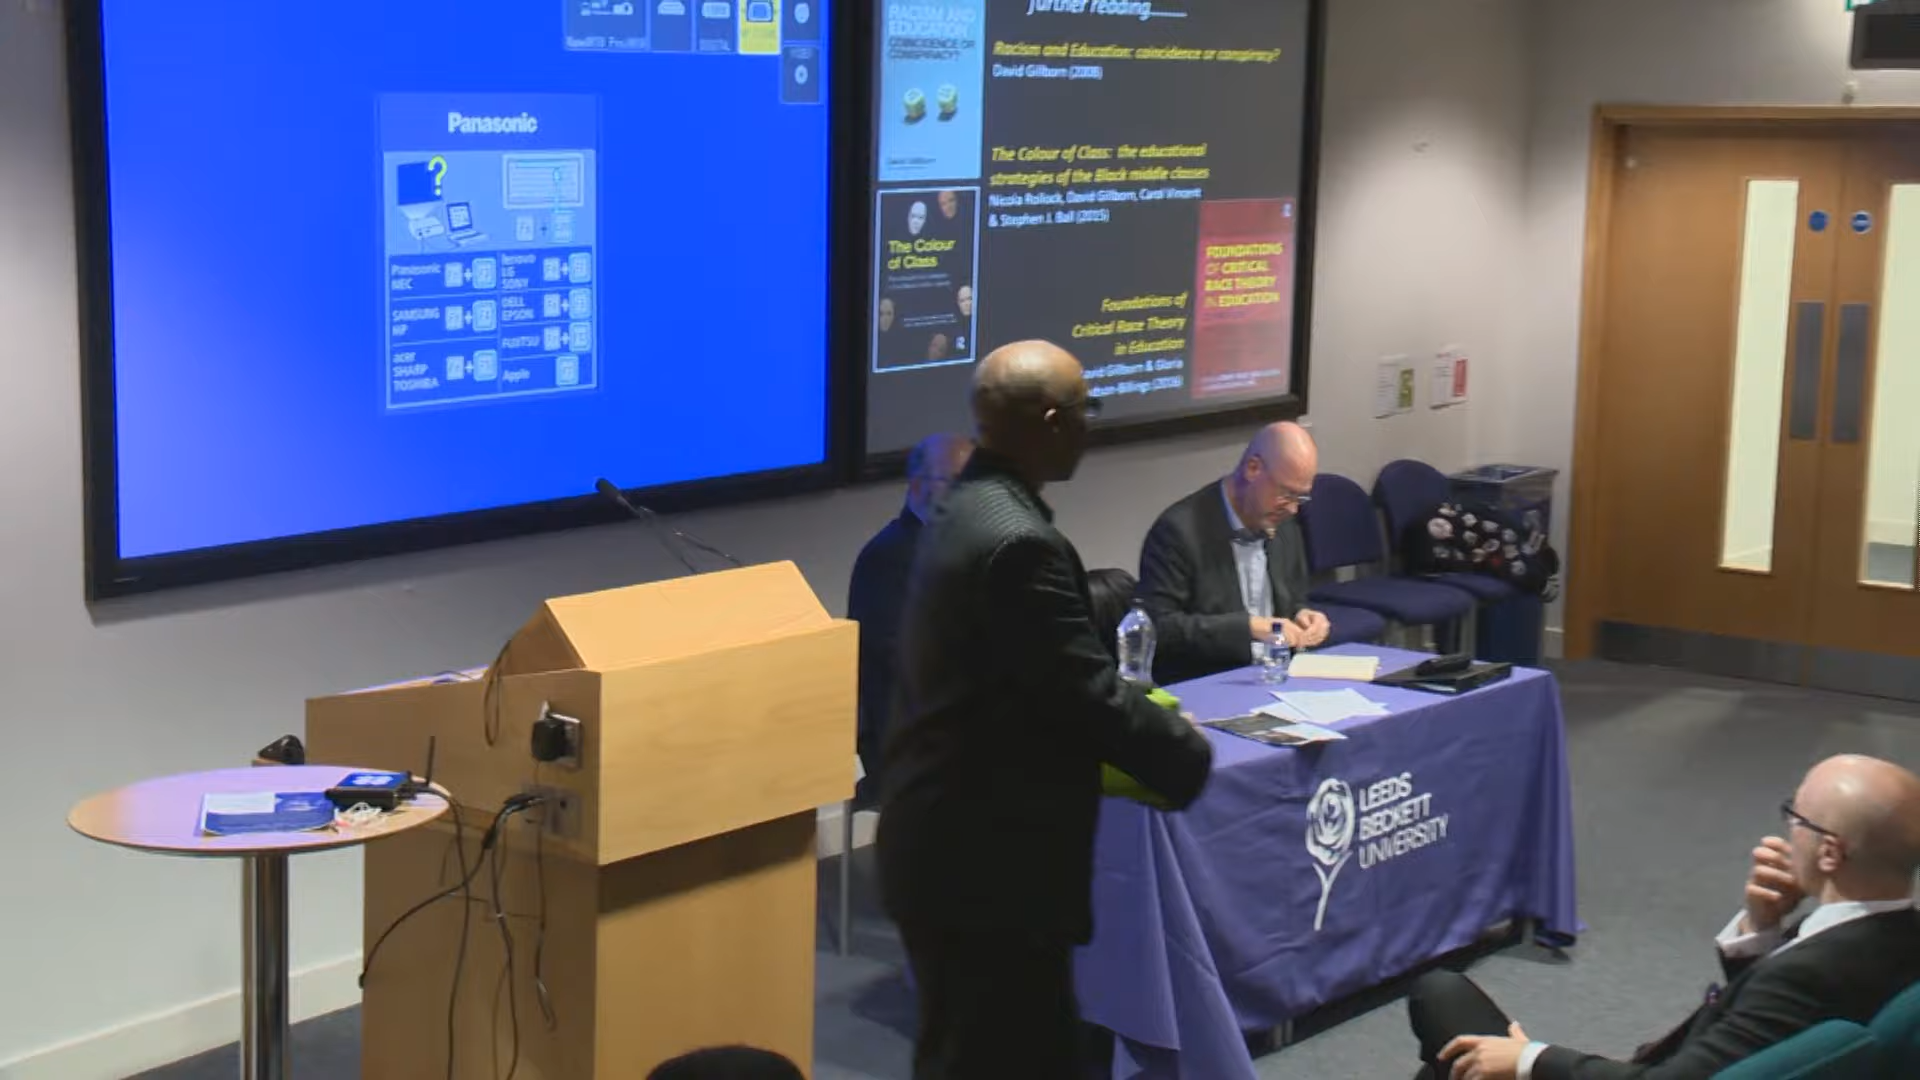 Panasonic
Panasonic
NEC
SAMSUNG
HP
acer
SHARP
TOSHIBA
lenovo
LG
SONY
DELL
EPSON
FUJITSU
Apple
RACISM AND
EDUCATION
COINCIDENCE OR
CONSPIRACY?
further reading
Racism and Education: coincidence or conspiracy?
David Gillborn (2008)
The Colour of Class: the educational
strategies of the Black middle classes
Nicola Rollock, David Gillborn, Carol Vincent
& Stephen J. Ball (2015)
The Colour
of Class
Foundations of
Critical Race Theory
in Education
Gillborn & Gloria
FOUNDATIONS
OF CRITICAL
RACE THEORY
IN EDUCATION
LEEDS
BECKETT
UNIVERSITY